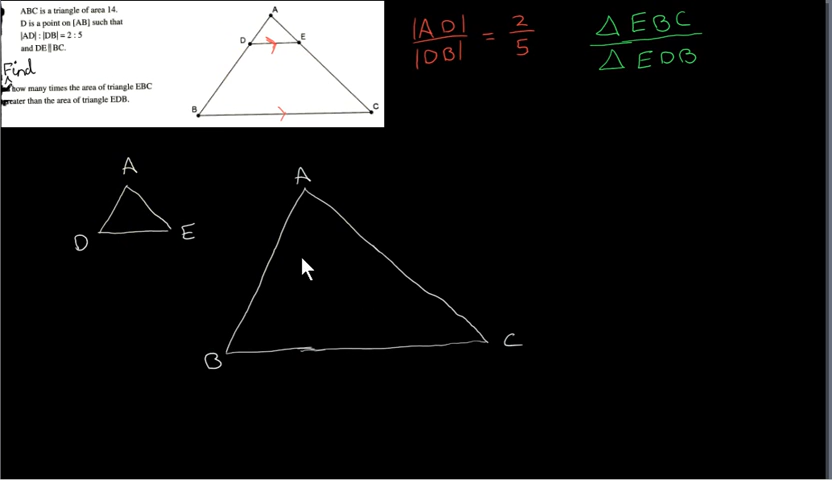 ABC is a triangle of area 14.
D is a point on [AB] such that
|AD| : |DB| = 2 : 5
and DE ∥ BC.
Find
how many times the area of triangle EBC
greater than the area of triangle EDB.
A
D
E
B
C
|AD| / |DB| = 2 / 5
△ EBC
△ EDB
A
D
E
A
B
C